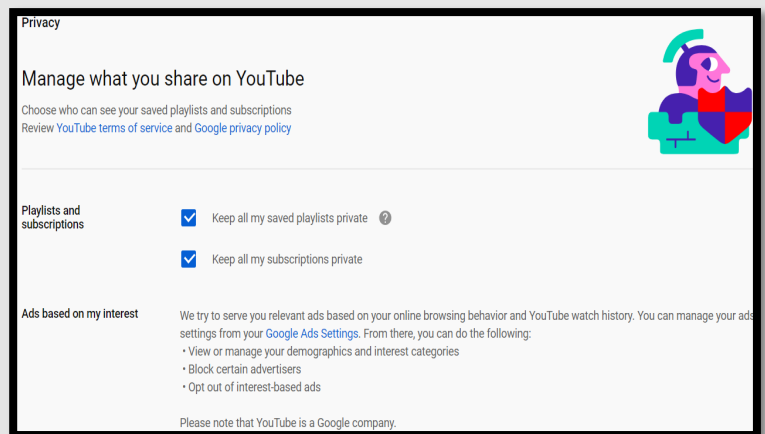 Privacy
Manage what you share on YouTube
Choose who can see your saved playlists and subscriptions
Review YouTube terms of service and Google privacy policy
Playlists and
subscriptions
Keep all my saved playlists private ?
Keep all my subscriptions private
Ads based on my interest
We try to serve you relevant ads based on your online browsing behavior and YouTube watch history. You can manage your ads
settings from your Google Ads Settings. From there, you can do the following:
• View or manage your demographics and interest categories
• Block certain advertisers
• Opt out of interest-based ads
Please note that YouTube is a Google company.